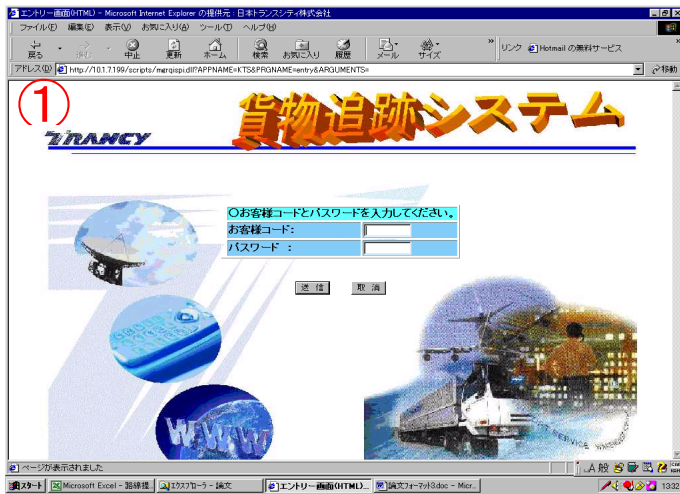 エントリー画面(HTML) - Microsoft Internet Explorer の提供元 : 日本トランスシティ株式会社
ファイル(F) 編集(E) 表示(V) お気に入り(A) ツール(T) ヘルプ(H)
戻る 進む 中止 更新 ホーム 検索 お気に入り 履歴 メール サイズ » リンク Hotmail の無料サービス »
アドレス(D) http://10.1.7.199/scripts/mgrqispi.dll?APPNAME=KTS&PRGNAME=entry&ARGUMENTS= 移動
①
TRANCY
貨物追跡システム
○お客様コードとパスワードを入力してください。
お客様コード:
パスワード :
送 信 取 消
WWW
ページが表示されました
A 般
スタート Microsoft Excel - 路線提... エクスプローラ - 論文 エントリー画面(HTML)... 論文フォーマット3.doc - Micr...
13:32